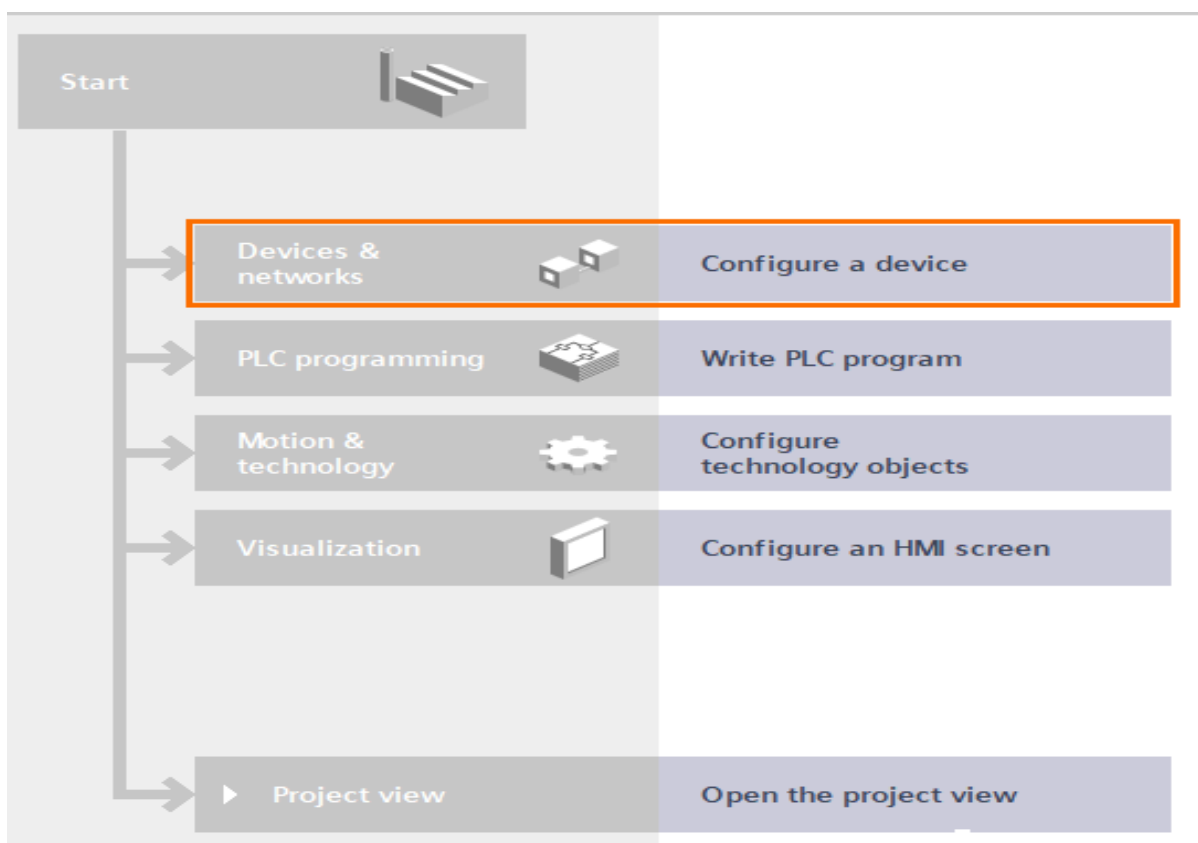 Start
Devices &
networks
Configure a device
PLC programming
Write PLC program
Motion &
technology
Configure
technology objects
Visualization
Configure an HMI screen
Project view
Open the project view